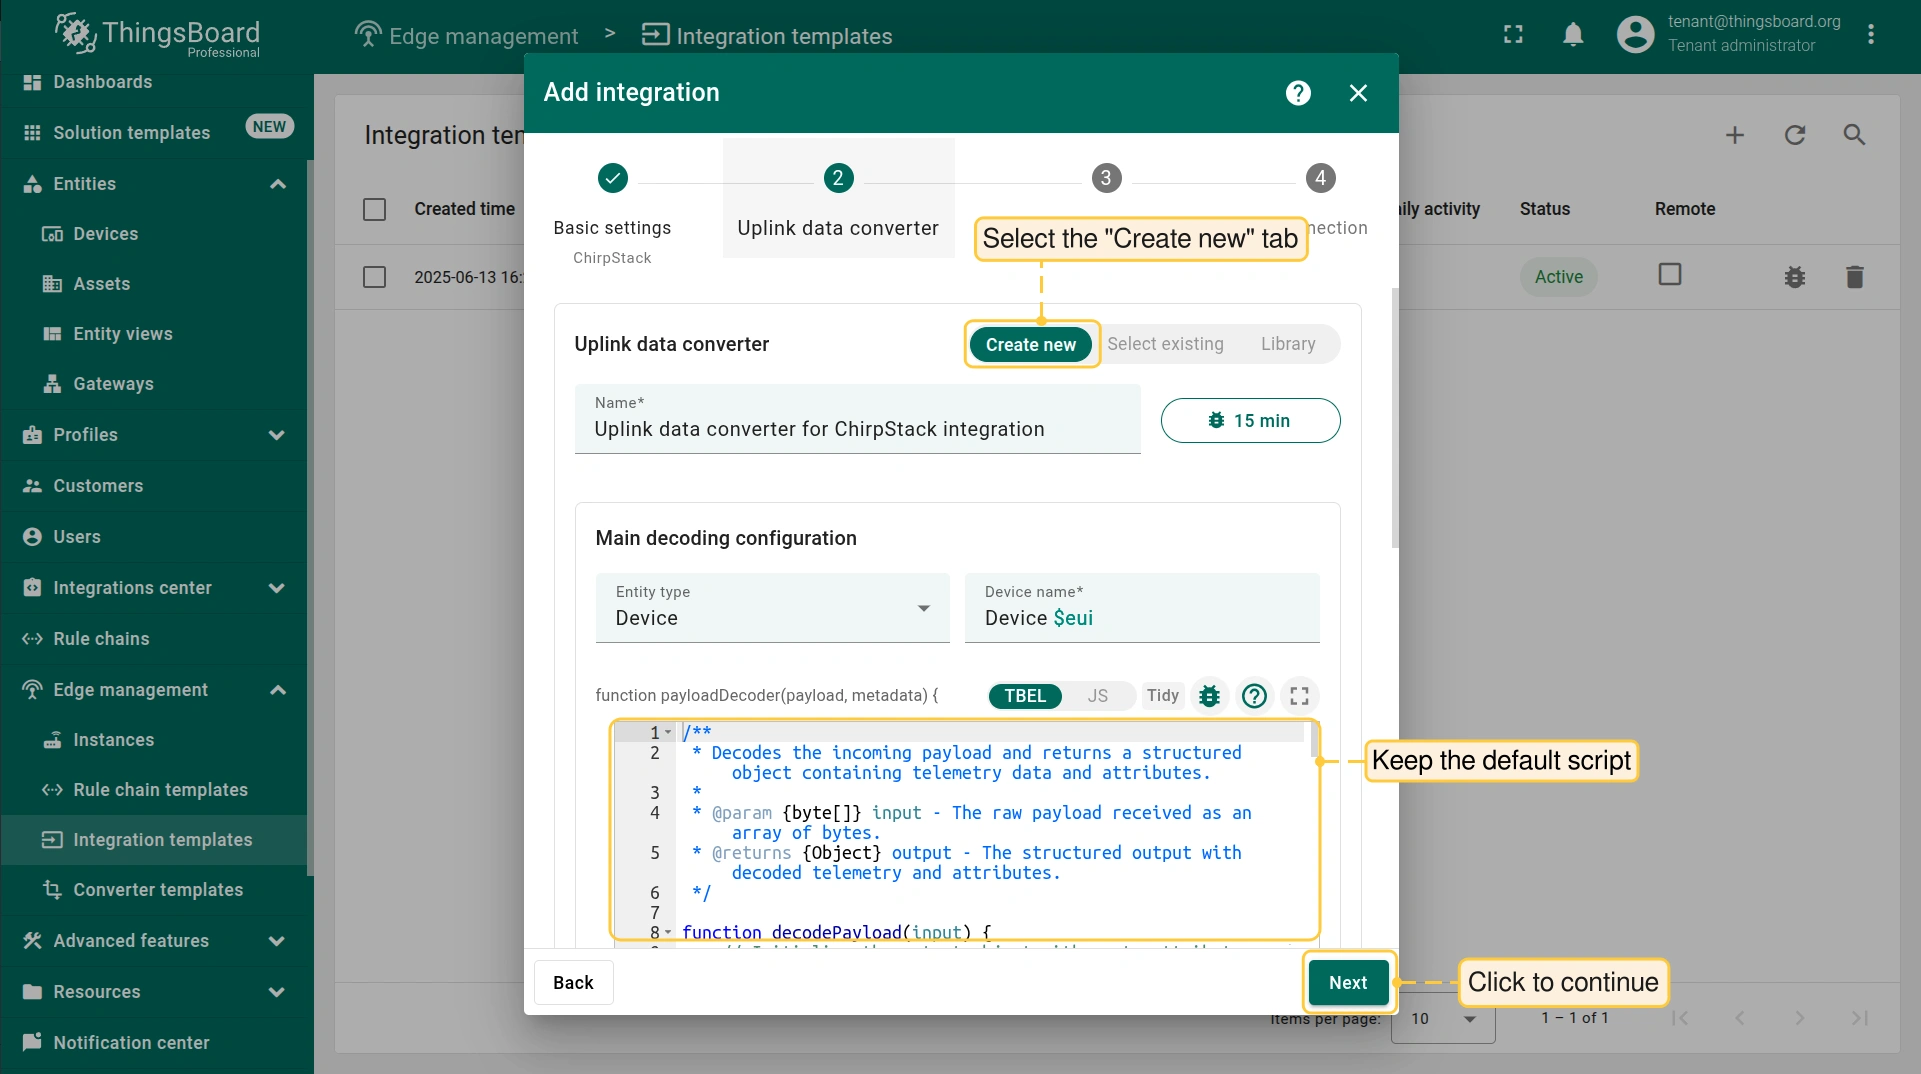 ThingsBoard
Professional
Edge management > Integration templates
tenant@thingsboard.org
Tenant administrator
Dashboards
Solution templates NEW
Entities
Devices
Assets
Entity views
Gateways
Profiles
Customers
Users
Integrations center
Rule chains
Edge management
Instances
Rule chain templates
Integration templates
Converter templates
Advanced features
Resources
Notification center
Integration ten
Created time
ily activity Status Remote
2025-06-13 16:
Active
Items per page: 10 1 – 1 of 1
Add integration
2 3 4
Basic settings
ChirpStack
Uplink data converter
nection
Select the "Create new" tab
Uplink data converter
Create new Select existing Library
Name*
Uplink data converter for ChirpStack integration
15 min
Main decoding configuration
Entity type
Device
Device name*
Device $eui
function payloadDecoder(payload, metadata) {
TBEL JS Tidy
1 /**
2 * Decodes the incoming payload and returns a structured
object containing telemetry data and attributes.
3 *
4 * @param {byte[]} input - The raw payload received as an
array of bytes.
5 * @returns {Object} output - The structured output with
decoded telemetry and attributes.
6 */
7
8 function decodePayload(input) {
Keep the default script
Back
Next
Click to continue